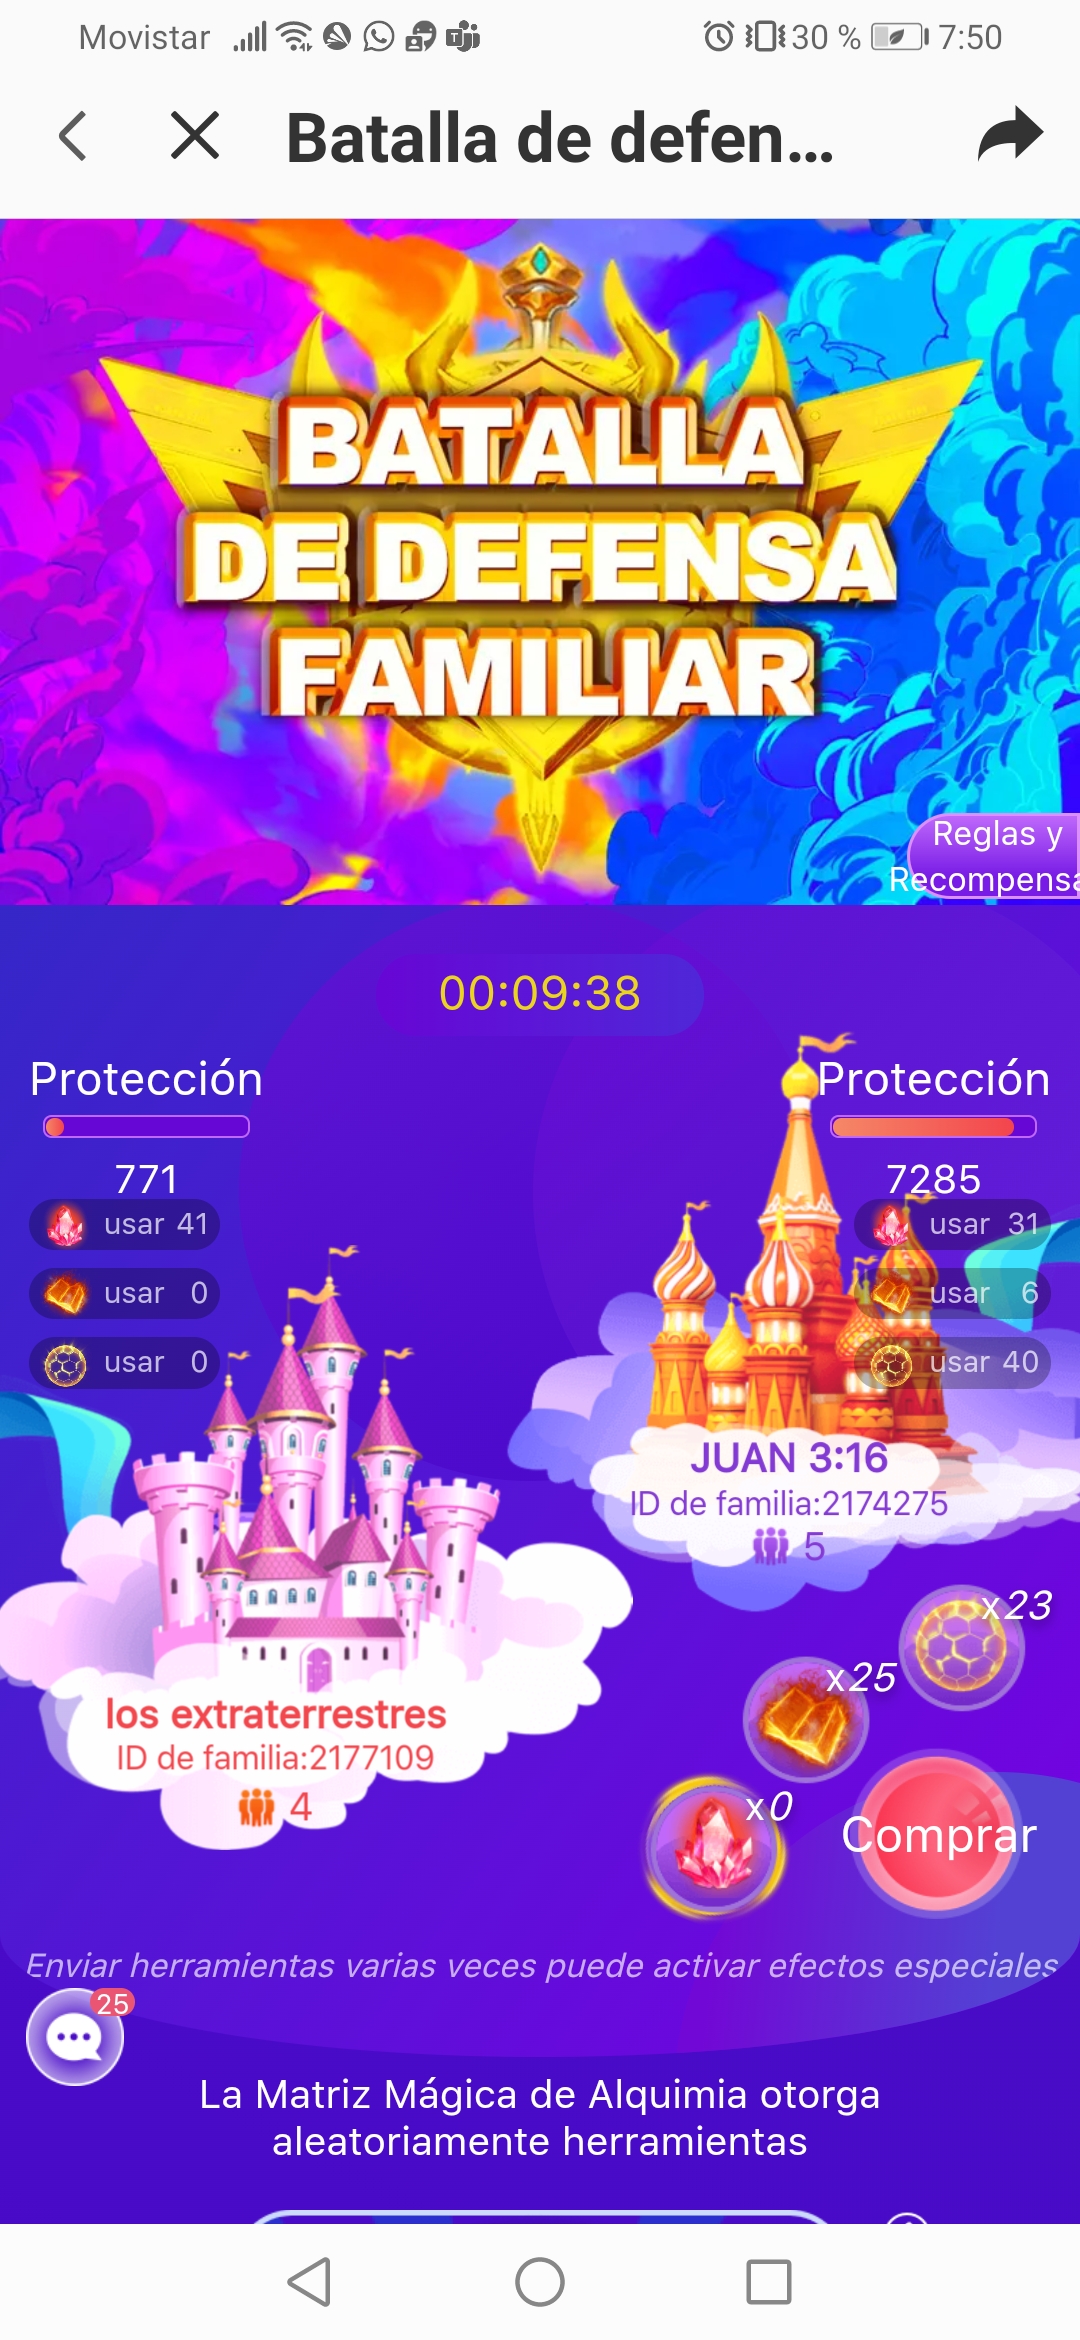 Movistar 30 % 7:50
Batalla de defen...
BATALLA
DE DEFENSA
FAMILIAR
Reglas y
Recompensa
00:09:38
Protección Protección
771 7285
usar 41 usar 31
usar 0 usar 6
usar 0 usar 40
JUAN 3:16
ID de familia:2174275
5
x23
x25
los extraterrestres
ID de familia:2177109
4
x0
Comprar
Enviar herramientas varias veces puede activar efectos especiales
25
La Matriz Mágica de Alquimia otorga
aleatoriamente herramientas